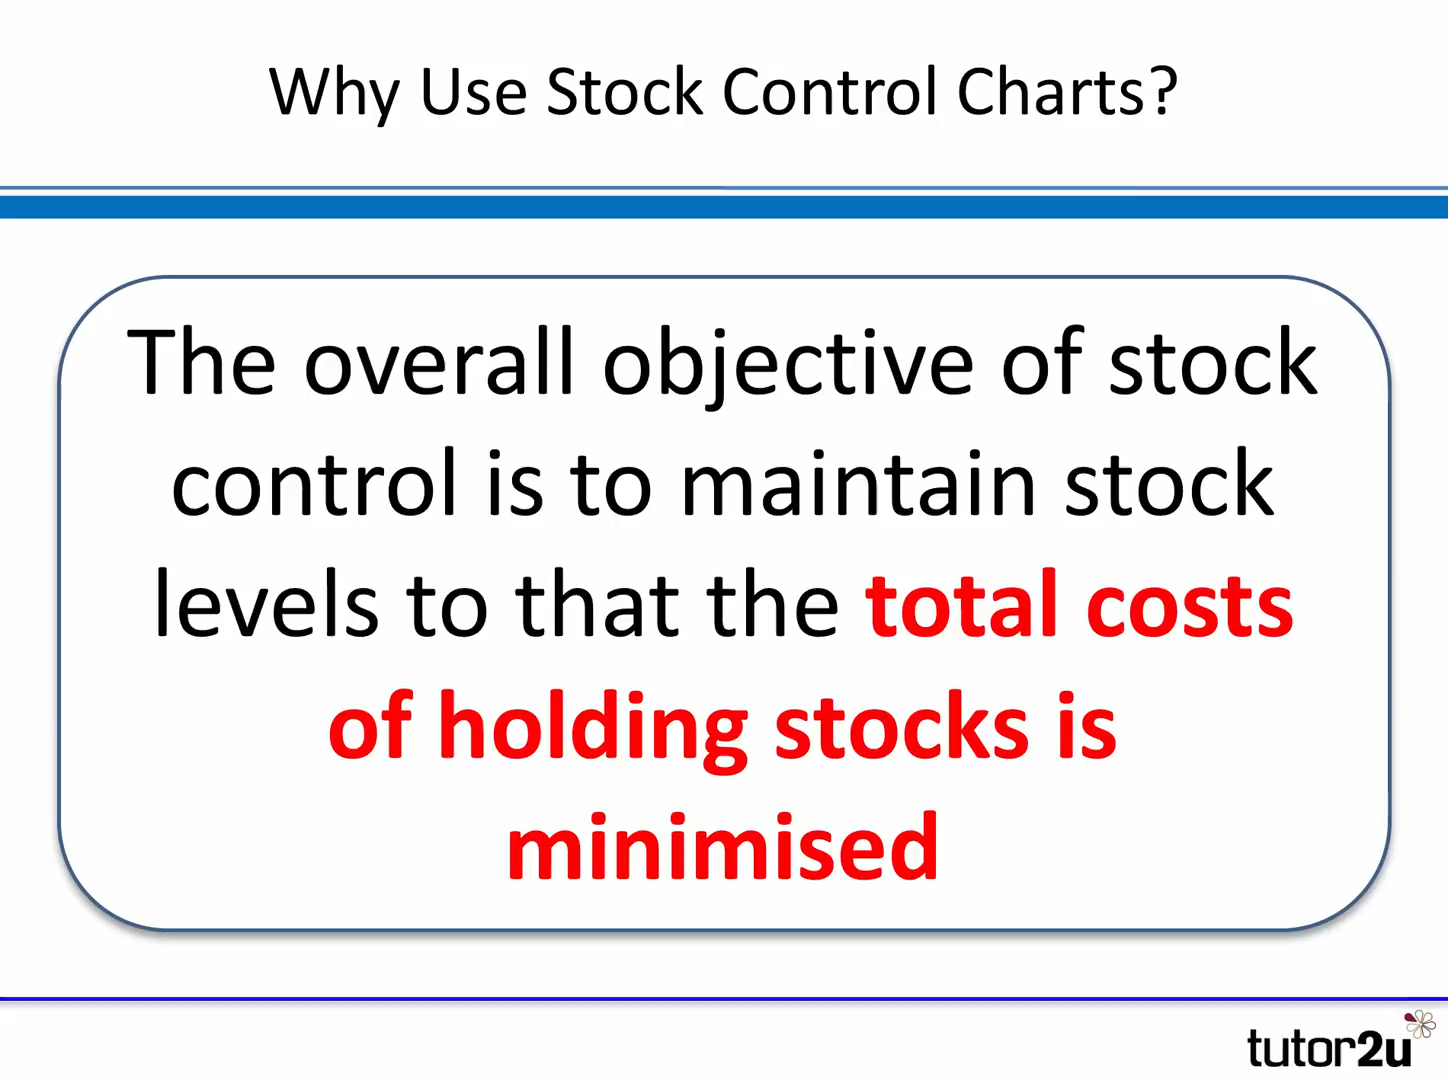 Why Use Stock Control Charts?
The overall objective of stock
control is to maintain stock
levels to that the total costs
of holding stocks is
minimised
tutor2u